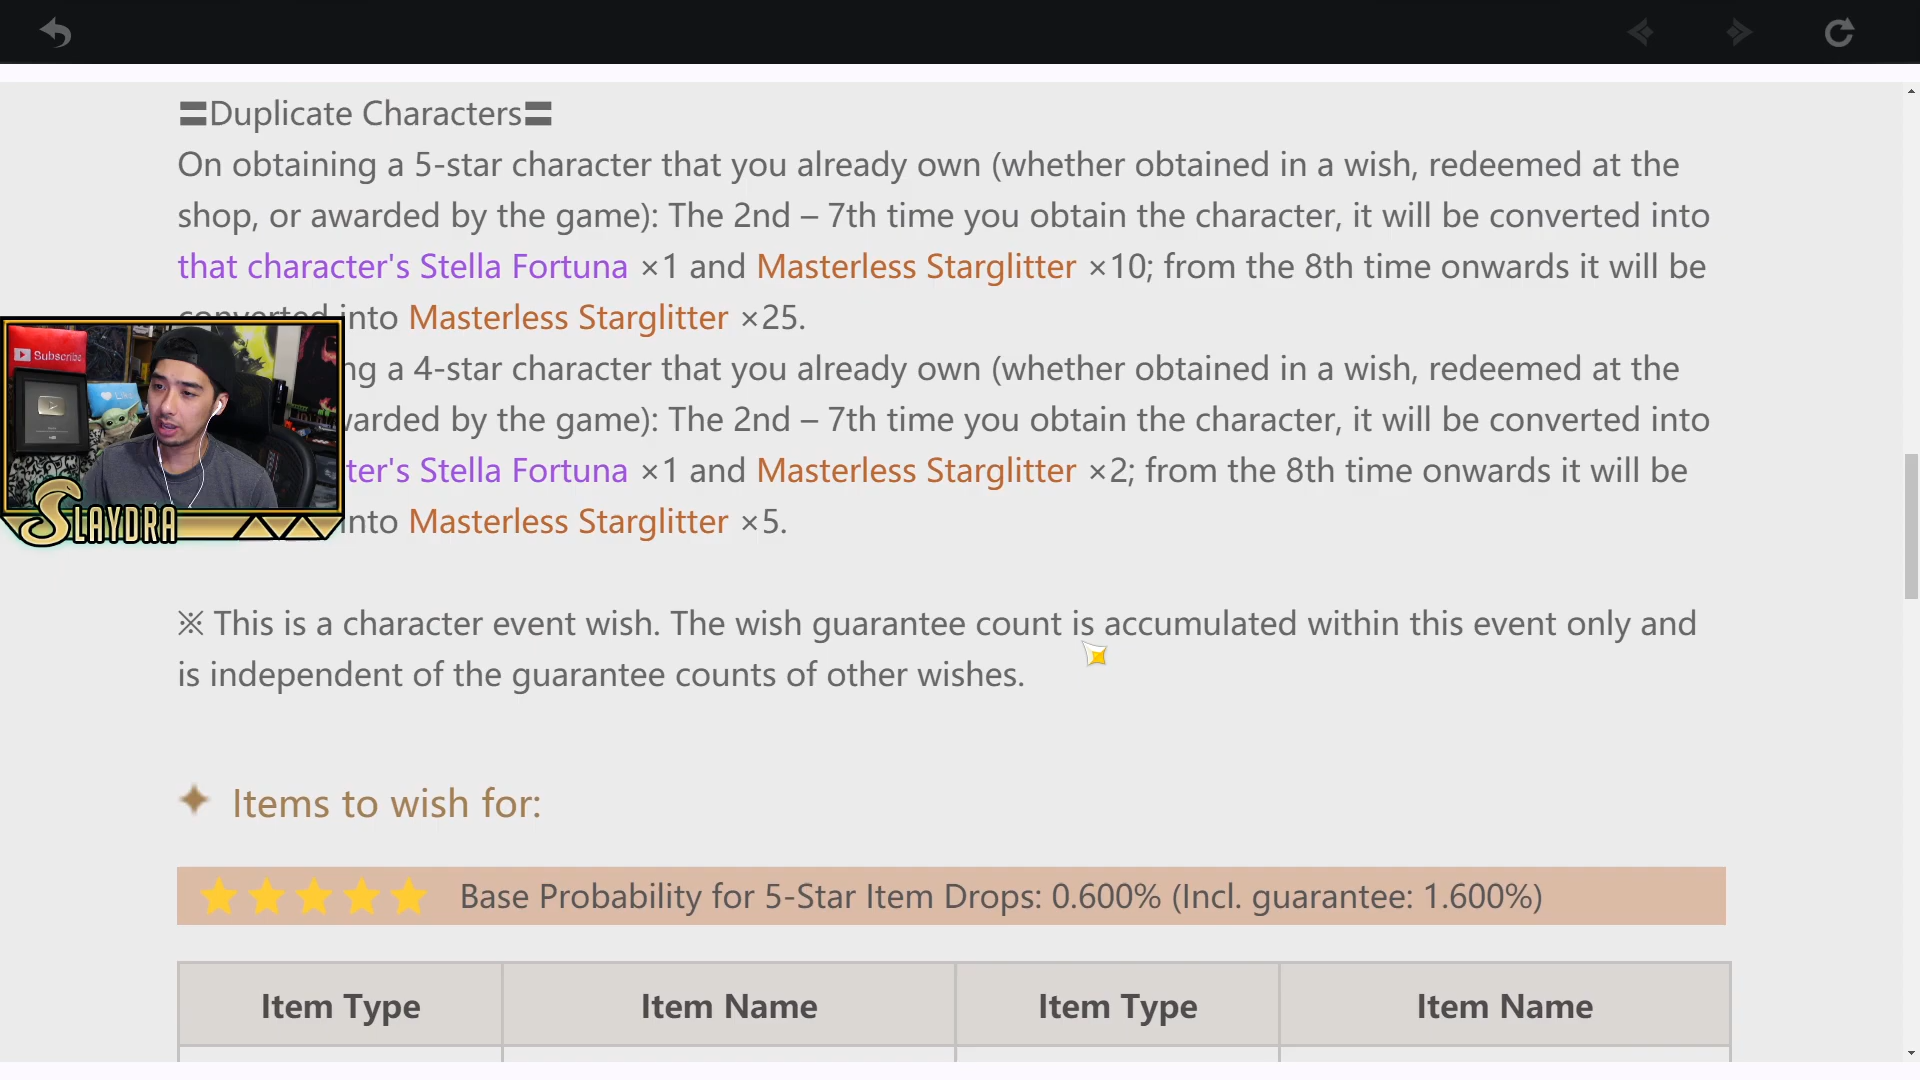 〓Duplicate Characters〓
On obtaining a 5-star character that you already own (whether obtained in a wish, redeemed at the
shop, or awarded by the game): The 2nd – 7th time you obtain the character, it will be converted into
that character's Stella Fortuna ×1 and Masterless Starglitter ×10; from the 8th time onwards it will be
converted into Masterless Starglitter ×25.
a 4-star character that you already own (whether obtained in a wish, redeemed at the
by the game): The 2nd – 7th time you obtain the character, it will be converted into
Stella Fortuna ×1 and Masterless Starglitter ×2; from the 8th time onwards it will be
into Masterless Starglitter ×5.
Subscribe
SLAYDRA
※ This is a character event wish. The wish guarantee count is accumulated within this event only and
is independent of the guarantee counts of other wishes.
Items to wish for:
Base Probability for 5-Star Item Drops: 0.600% (Incl. guarantee: 1.600%)
Item Type Item Name Item Type Item Name